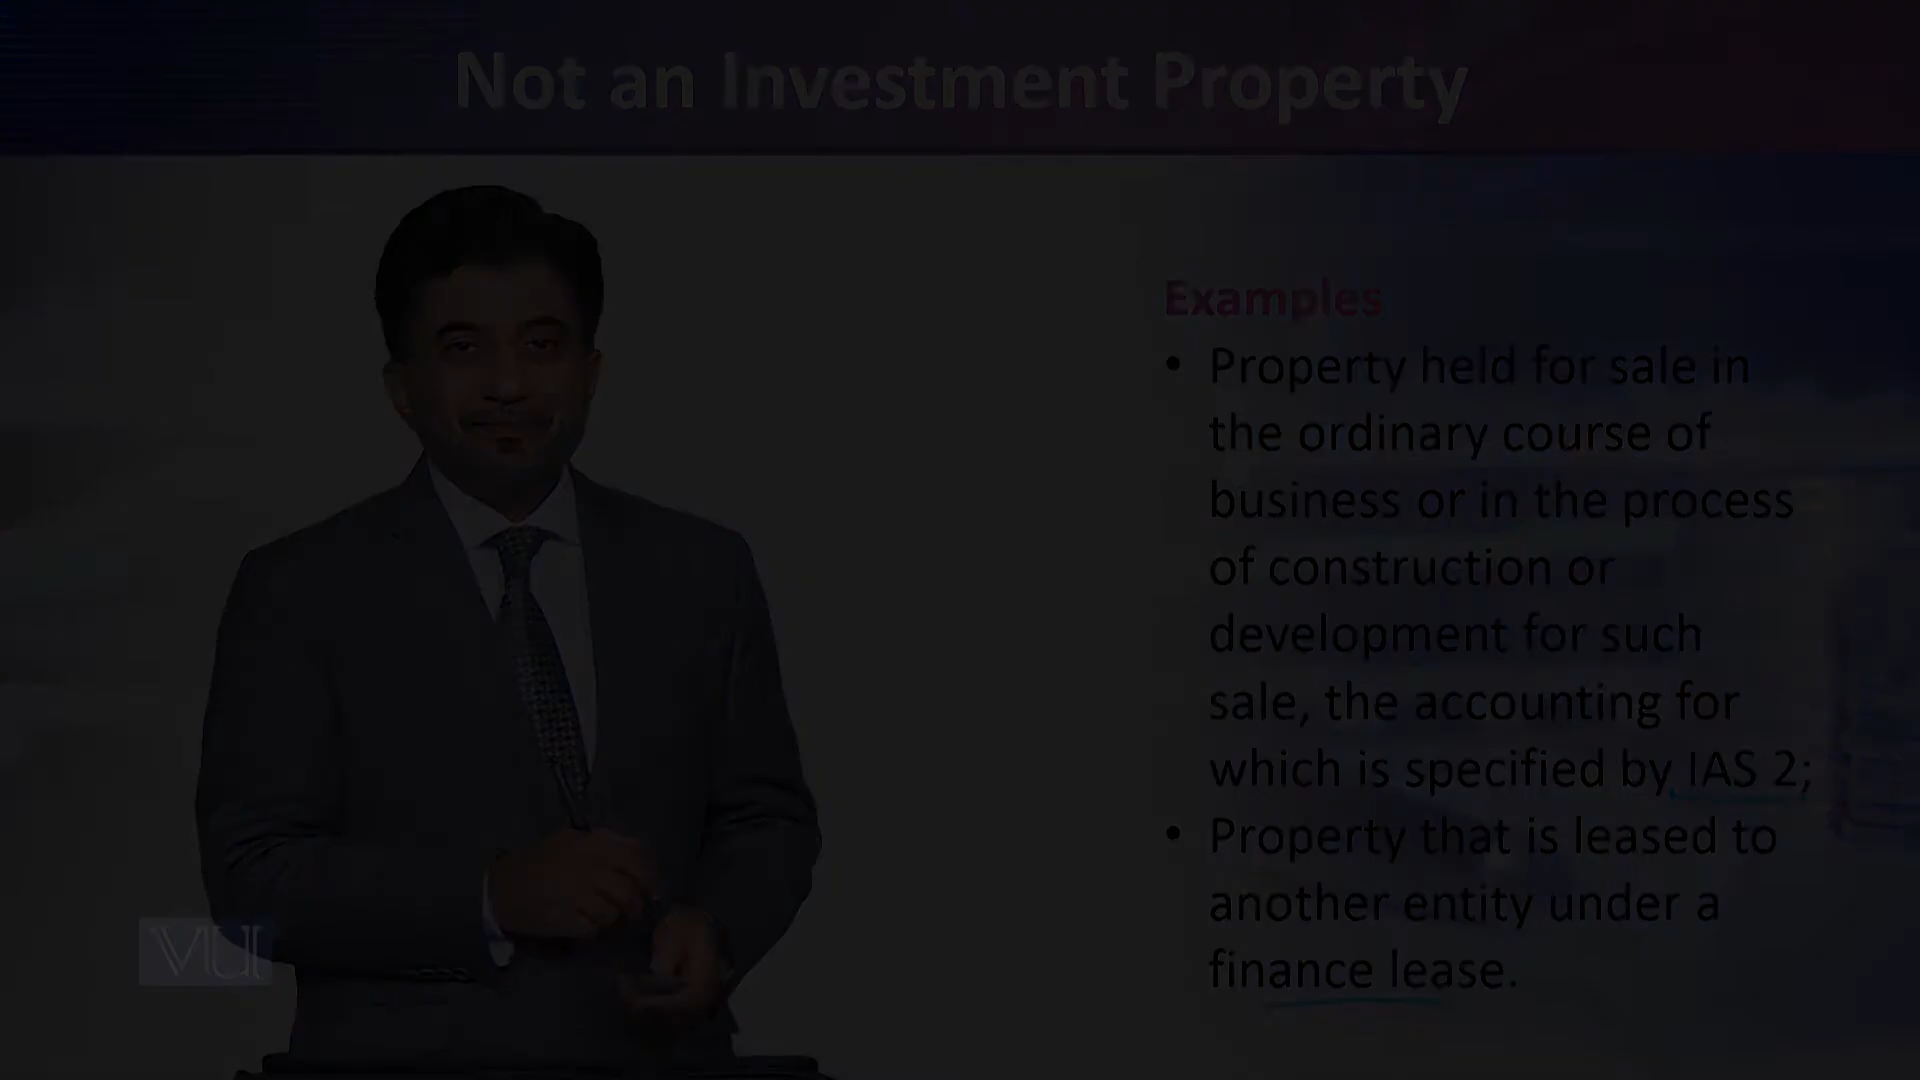 Not an Investment Property
Examples
• Property held for sale in
the ordinary course of
business or in the process
of construction or
development for such
sale, the accounting for
which is specified by IAS 2;
• Property that is leased to
another entity under a
finance lease.
VU